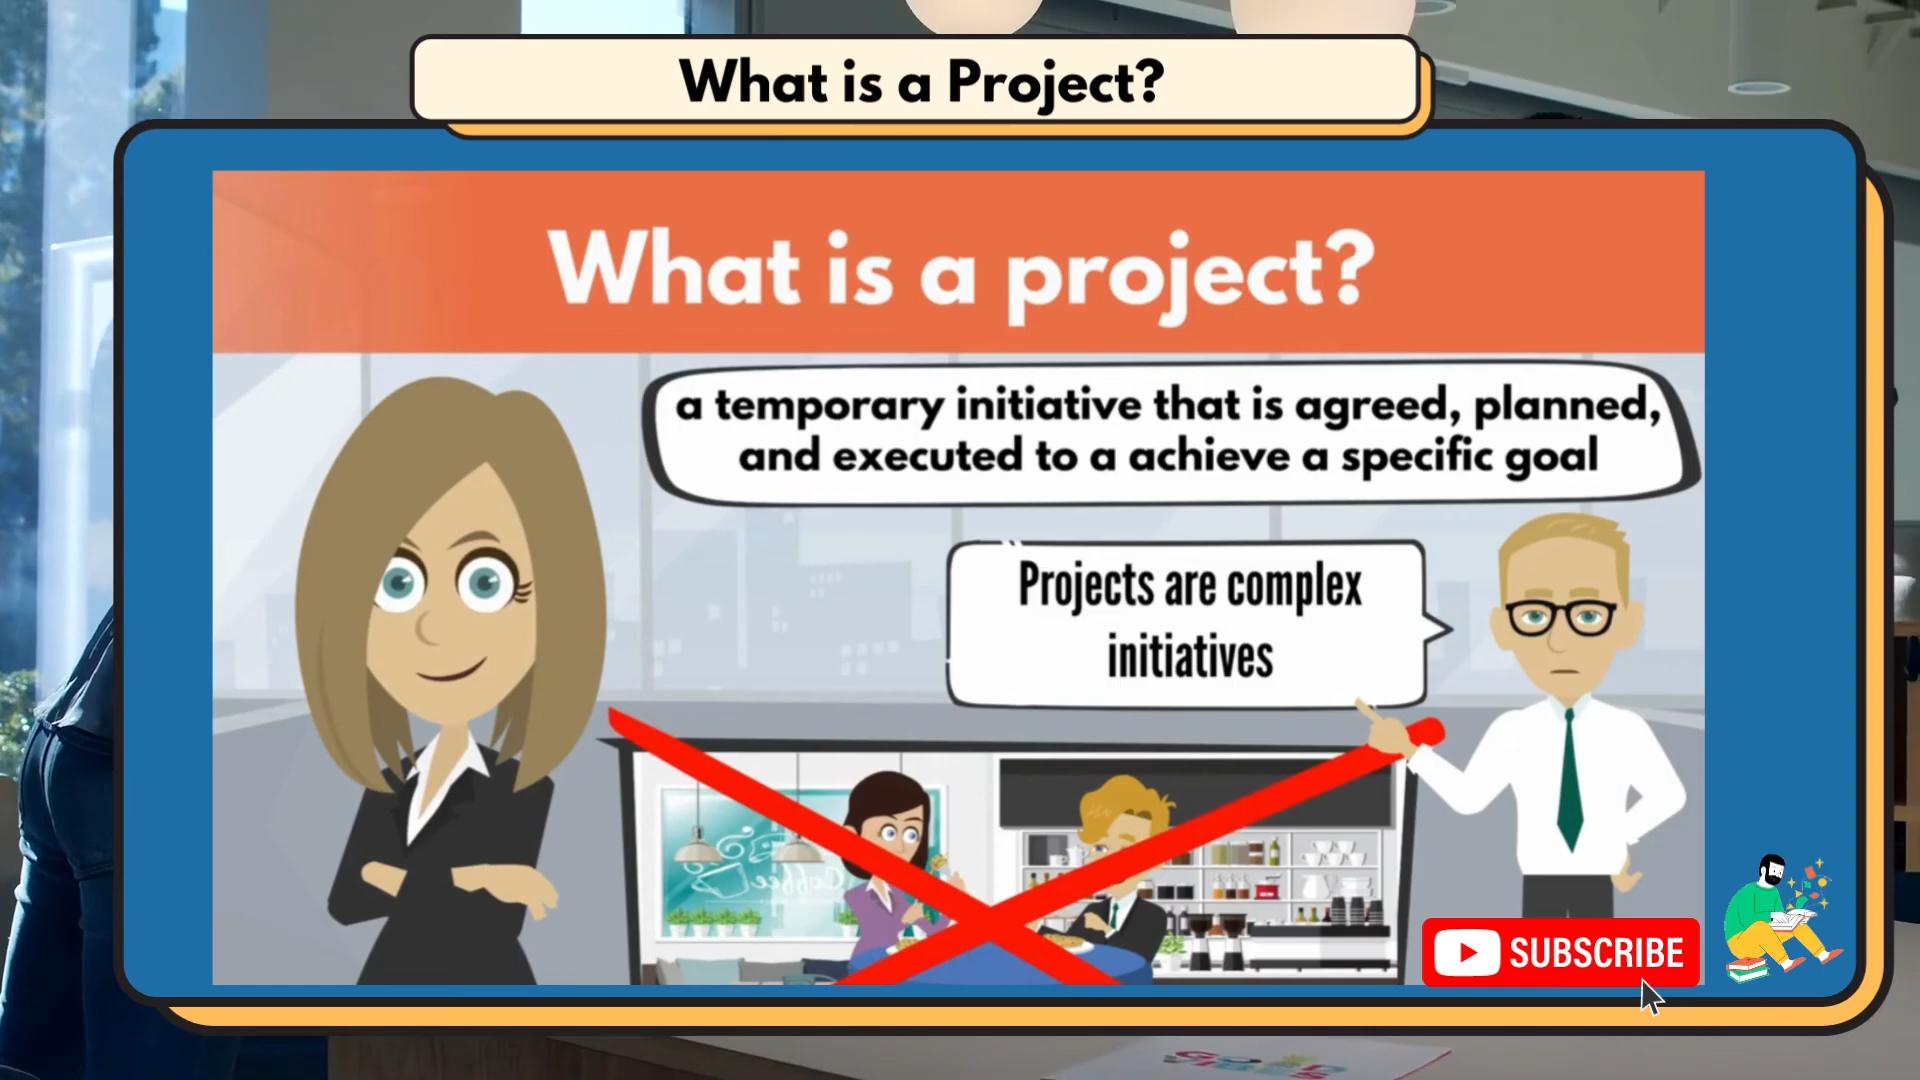 What is a Project?
What is a project?
a temporary initiative that is agreed, planned,
and executed to a achieve a specific goal
Projects are complex
initiatives
Coffee
SUBSCRIBE